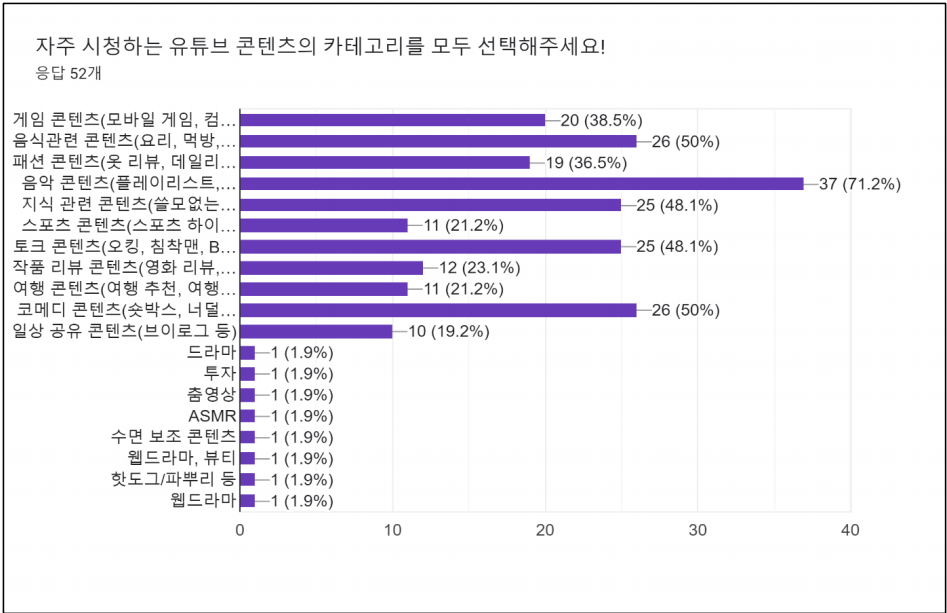 자주 시청하는 유튜브 콘텐츠의 카테고리를 모두 선택해주세요!
응답 52개
게임 콘텐츠(모바일 게임, 컴… 20 (38.5%)
음식관련 콘텐츠(요리, 먹방,… 26 (50%)
패션 콘텐츠(옷 리뷰, 데일리… 19 (36.5%)
음악 콘텐츠(플레이리스트,… 37 (71.2%)
지식 관련 콘텐츠(쓸모없는… 25 (48.1%)
스포츠 콘텐츠(스포츠 하이… 11 (21.2%)
토크 콘텐츠(오킹, 침착맨, B… 25 (48.1%)
작품 리뷰 콘텐츠(영화 리뷰,… 12 (23.1%)
여행 콘텐츠(여행 추천, 여행… 11 (21.2%)
코메디 콘텐츠(숏박스, 너덜… 26 (50%)
일상 공유 콘텐츠(브이로그 등) 10 (19.2%)
드라마 1 (1.9%)
투자 1 (1.9%)
춤영상 1 (1.9%)
ASMR 1 (1.9%)
수면 보조 콘텐츠 1 (1.9%)
웹드라마, 뷰티 1 (1.9%)
핫도그/파뿌리 등 1 (1.9%)
웹드라마 1 (1.9%)
0 10 20 30 40